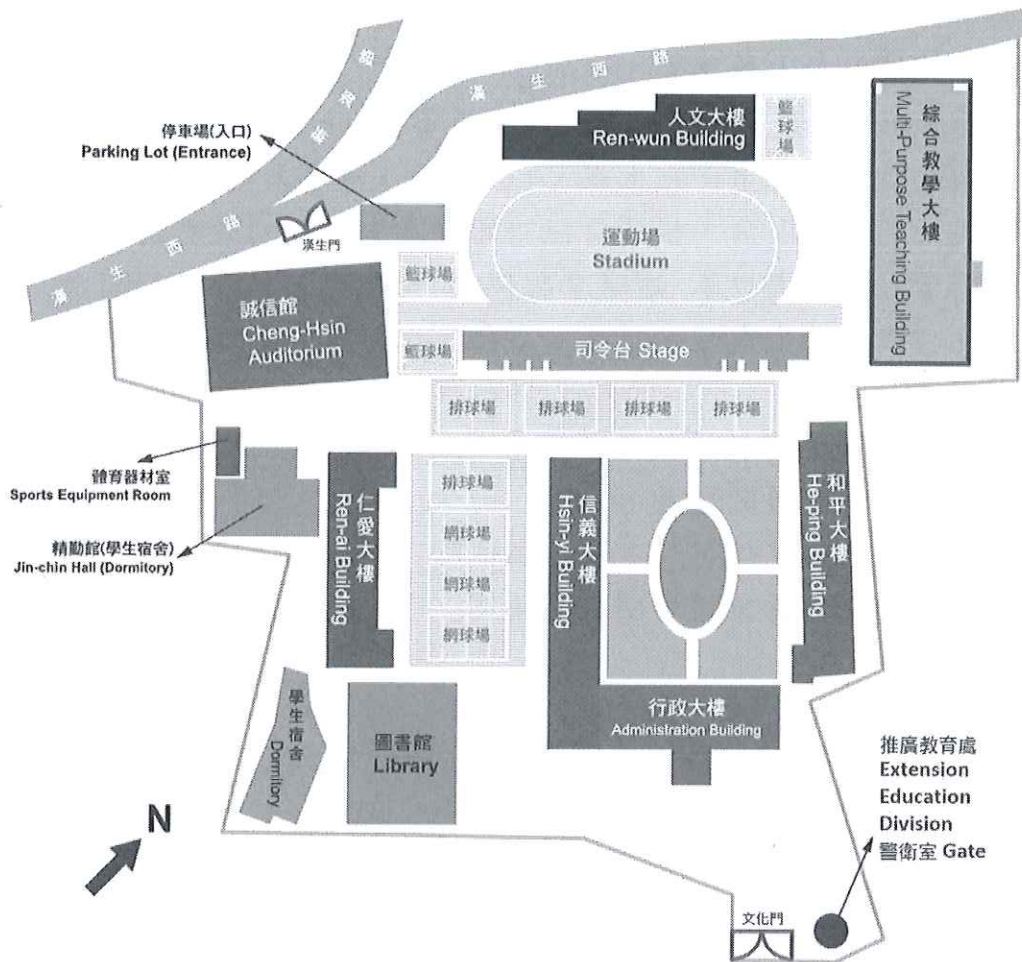 縱貫鐵路
漢生西路
漢生西路
停車場(入口)
Parking Lot (Entrance)
漢生門
人文大樓
Ren-wun Building
籃球場
綜合教學大樓
Multi-Purpose Teaching Building
運動場
Stadium
籃球場
誠信館
Cheng-Hsin
Auditorium
籃球場
司令台 Stage
排球場
排球場
排球場
排球場
體育器材室
Sports Equipment Room
精勤館(學生宿舍)
Jin-chin Hall (Dormitory)
仁愛大樓
Ren-ai Building
排球場
網球場
網球場
網球場
信義大樓
Hsin-yi Building
和平大樓
He-ping Building
學生宿舍
Dormitory
圖書館
Library
行政大樓
Administration Building
推廣教育處
Extension
Education
Division
警衛室 Gate
N
文化門